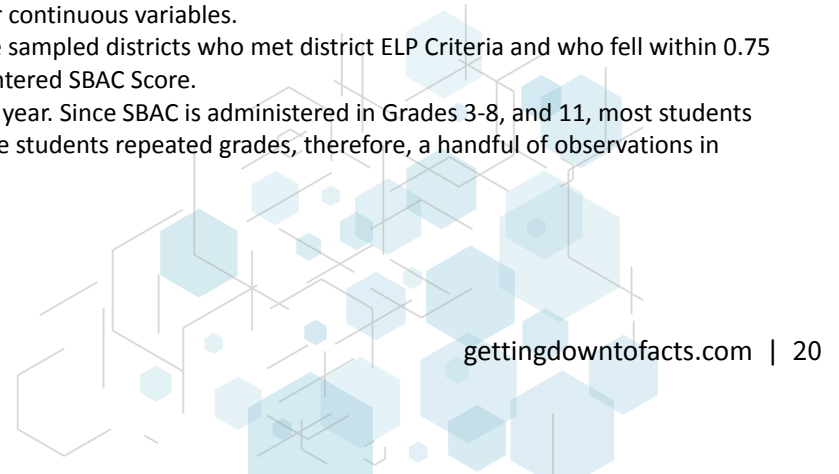 r continuous variables.
e sampled districts who met district ELP Criteria and who fell within 0.75
ntered SBAC Score.
year. Since SBAC is administered in Grades 3-8, and 11, most students
e students repeated grades, therefore, a handful of observations in
gettingdowntofacts.com | 20